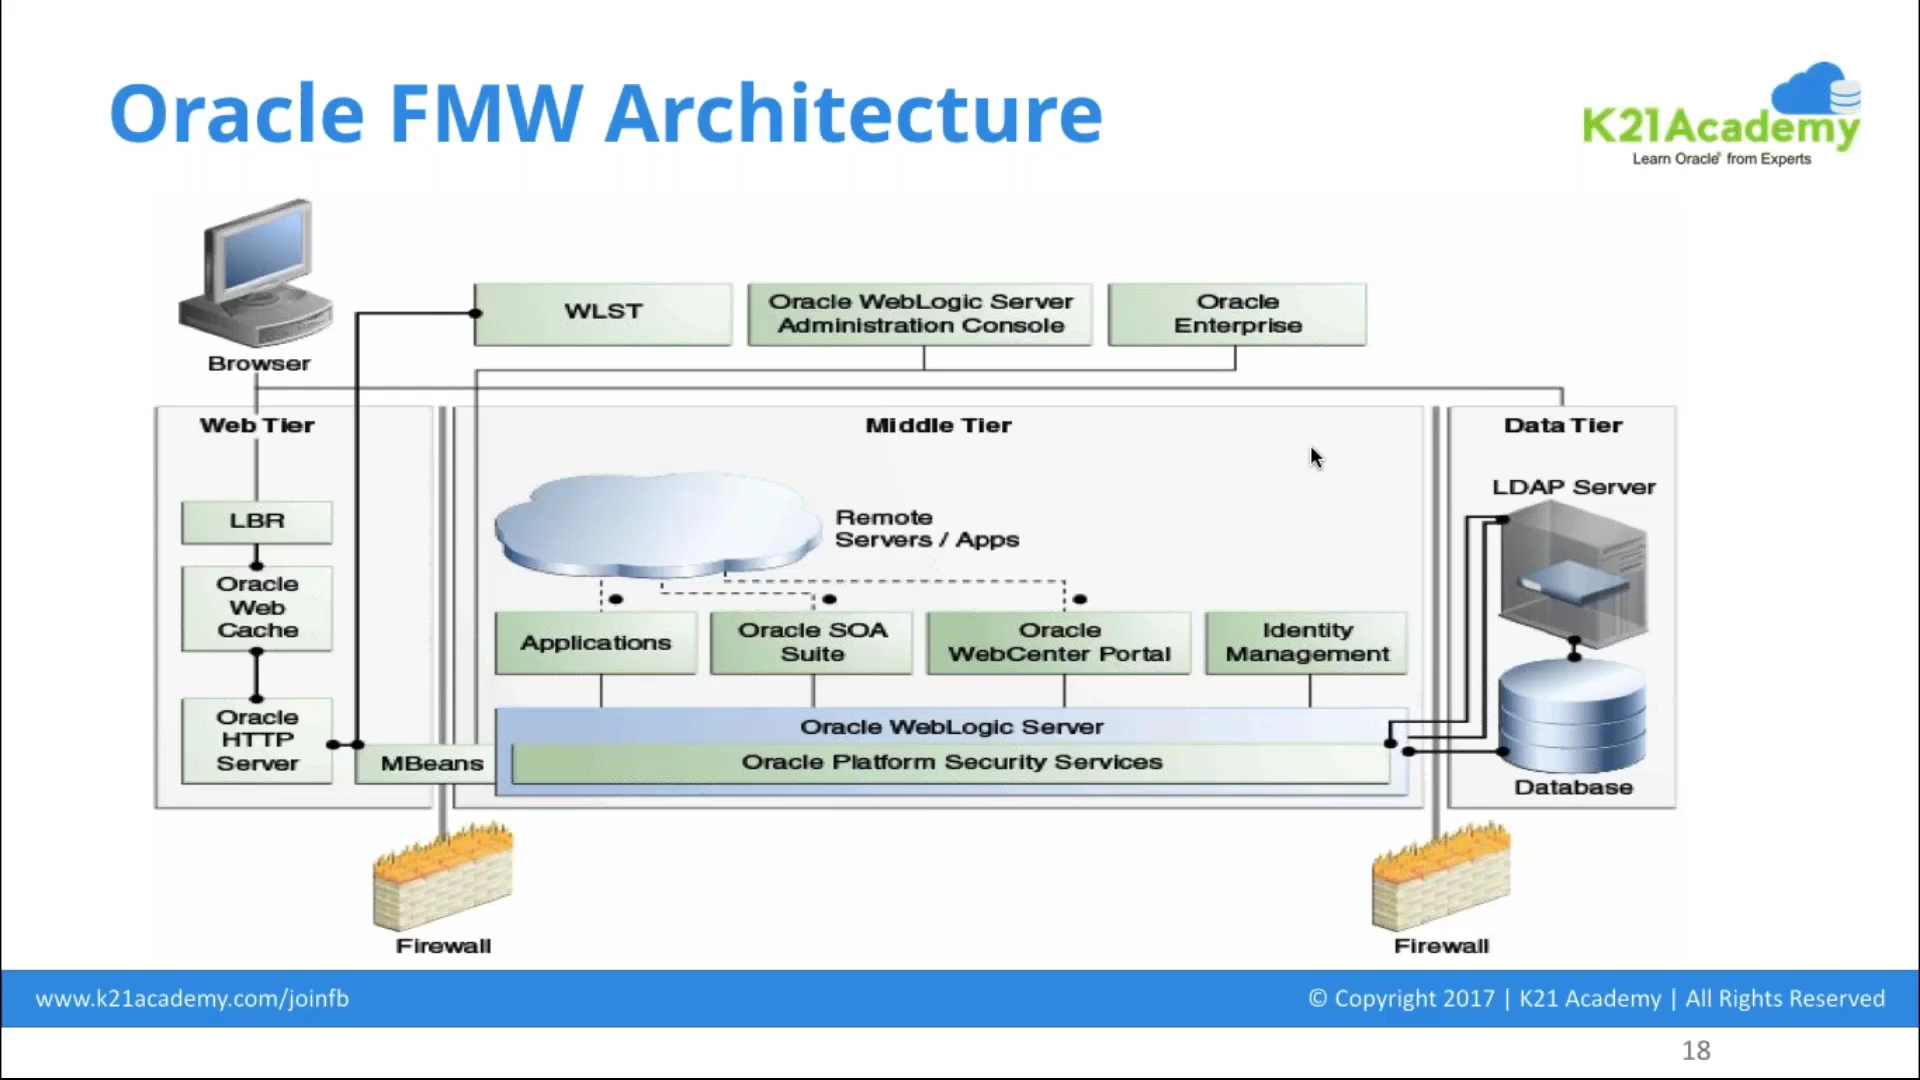 Oracle FMW Architecture
K21Academy
Learn Oracle® from Experts
Browser
WLST
Oracle WebLogic Server
Administration Console
Oracle
Enterprise
Web Tier
Middle Tier
Data Tier
LBR
Oracle
Web
Cache
Oracle
HTTP
Server
MBeans
Remote
Servers / Apps
Applications
Oracle SOA
Suite
Oracle
WebCenter Portal
Identity
Management
Oracle WebLogic Server
Oracle Platform Security Services
LDAP Server
Database
Firewall
Firewall
www.k21academy.com/joinfb
© Copyright 2017 | K21 Academy | All Rights Reserved
18